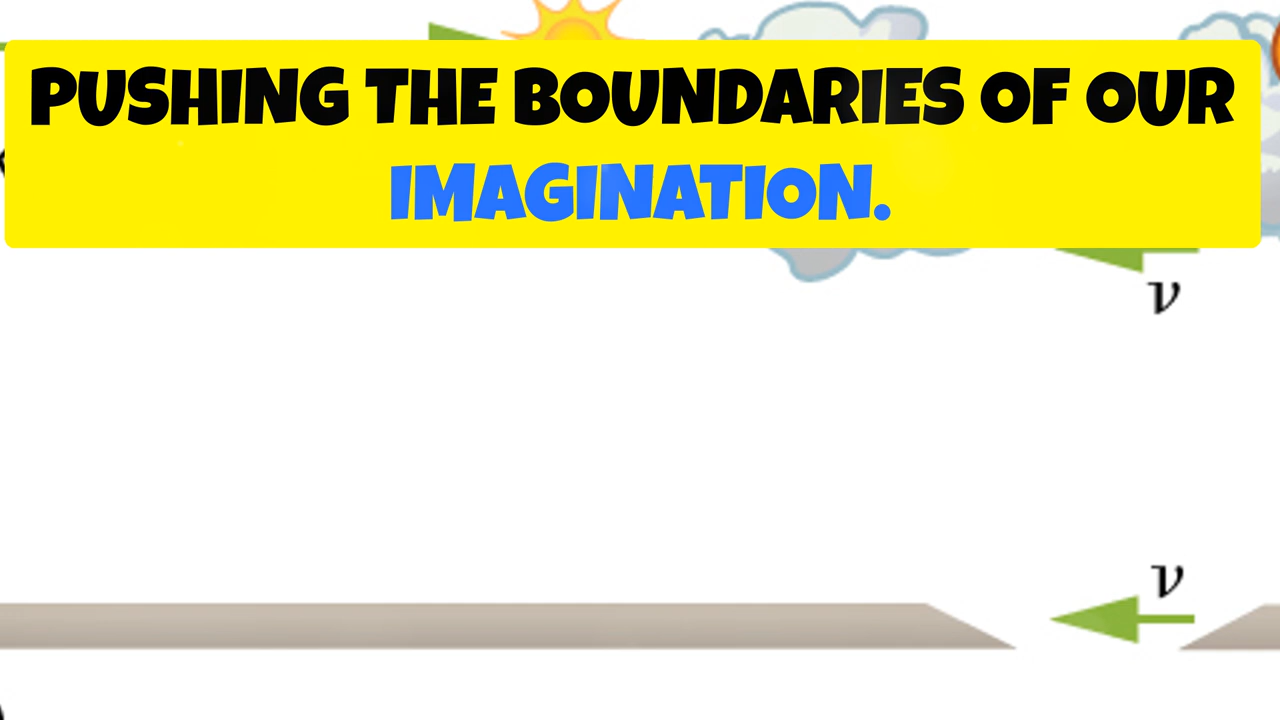 PUSHING THE BOUNDARIES OF OUR
IMAGINATION.
ν
ν